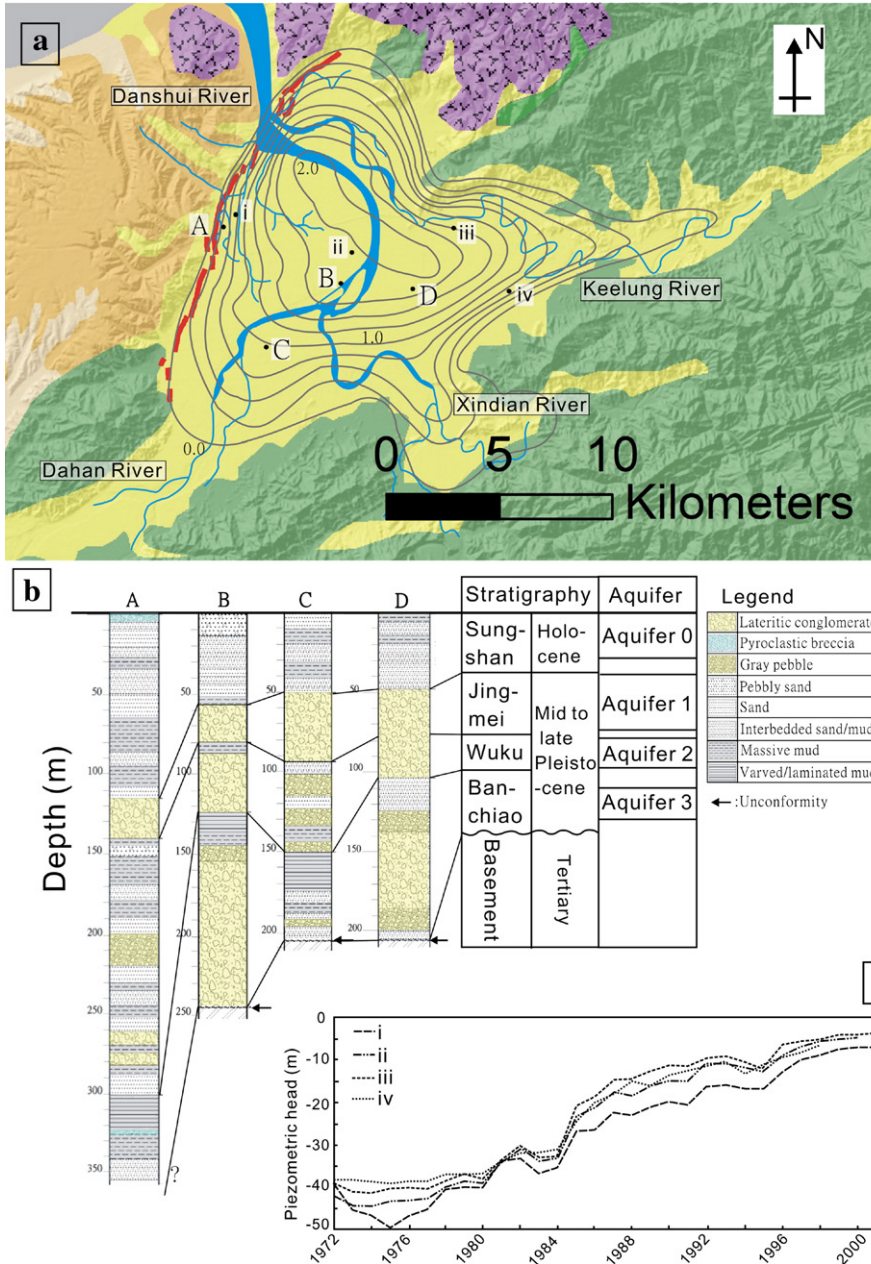 a
N
Danshui River
2.0
A
i
iii
ii
B
D
iv
Keelung River
1.0
C
Xindian River
0.0
Dahan River
0 5 10
Kilometers
b
A B C D
Stratigraphy
Aquifer
Legend
Sung-
shan
Holo-
cene
Aquifer 0
Jing-
mei
Mid to
late
Pleisto
-cene
Aquifer 1
Wuku
Aquifer 2
Ban-
chiao
Aquifer 3
Basement
Tertiary
Lateritic conglomerat
Pyroclastic breccia
Gray pebble
Pebbly sand
Sand
Interbedded sand/mud
Massive mud
Varved/laminated mud
:Unconformity
Depth (m)
50
100
150
200
250
300
350
50
100
150
200
250
50
100
150
200
50
100
150
200
?
Piezometric head (m)
0
-10
-20
-30
-40
-50
i
ii
iii
iv
1972 1976 1980 1984 1988 1992 1996 2000